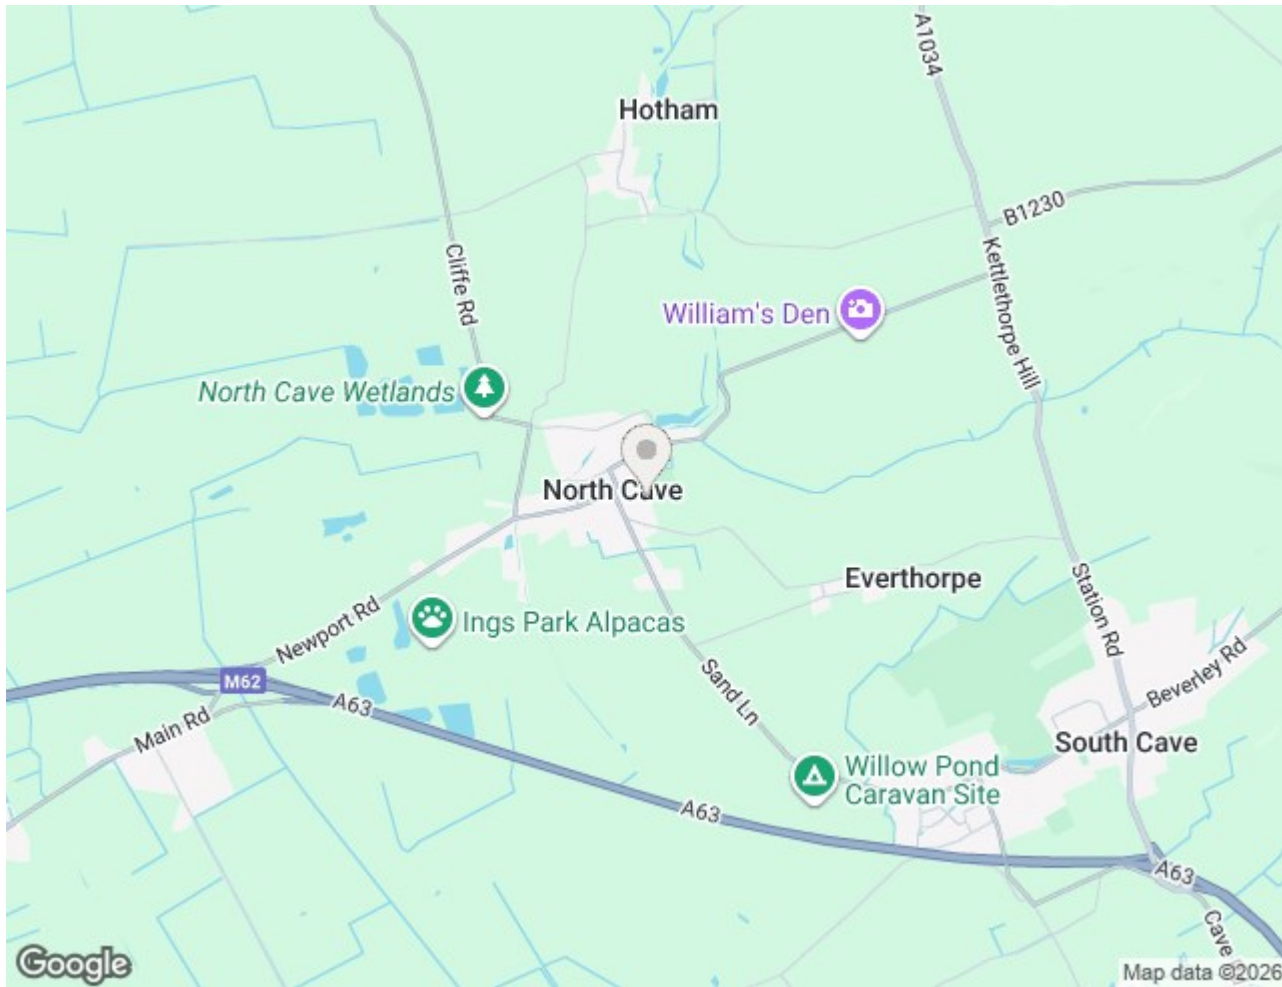 A1034
Hotham
B1230
Cliffe Rd
Kettlethorpe Hill
William's Den
North Cave Wetlands
North Cave
Everthorpe
Station Rd
Newport Rd
Ings Park Alpacas
Beverley Rd
M62
A63
Sand Ln
Main Rd
South Cave
Willow Pond
Caravan Site
A63
A63
Cave
Google
Map data ©2026